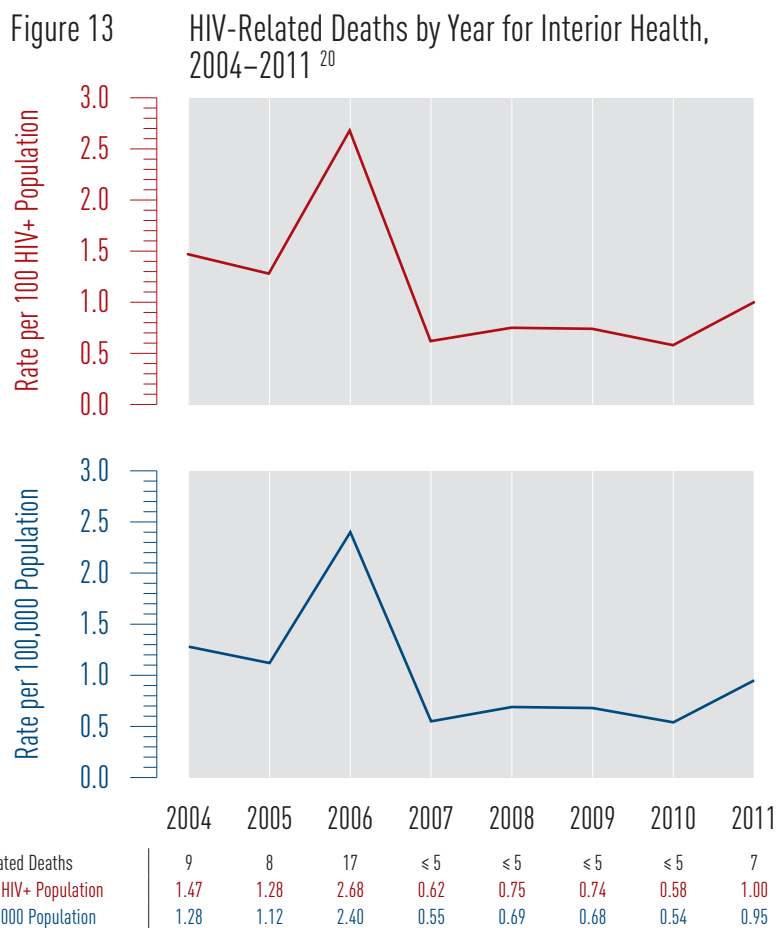 Figure 13
HIV-Related Deaths by Year for Interior Health,
2004–2011 20
Rate per 100 HIV+ Population
3.0
2.5
2.0
1.5
1.0
0.5
0.0
Rate per 100,000 Population
3.0
2.5
2.0
1.5
1.0
0.5
0.0
2004 2005 2006 2007 2008 2009 2010 2011
ated Deaths 9 8 17 ≤ 5 ≤ 5 ≤ 5 ≤ 5 7
HIV+ Population 1.47 1.28 2.68 0.62 0.75 0.74 0.58 1.00
000 Population 1.28 1.12 2.40 0.55 0.69 0.68 0.54 0.95